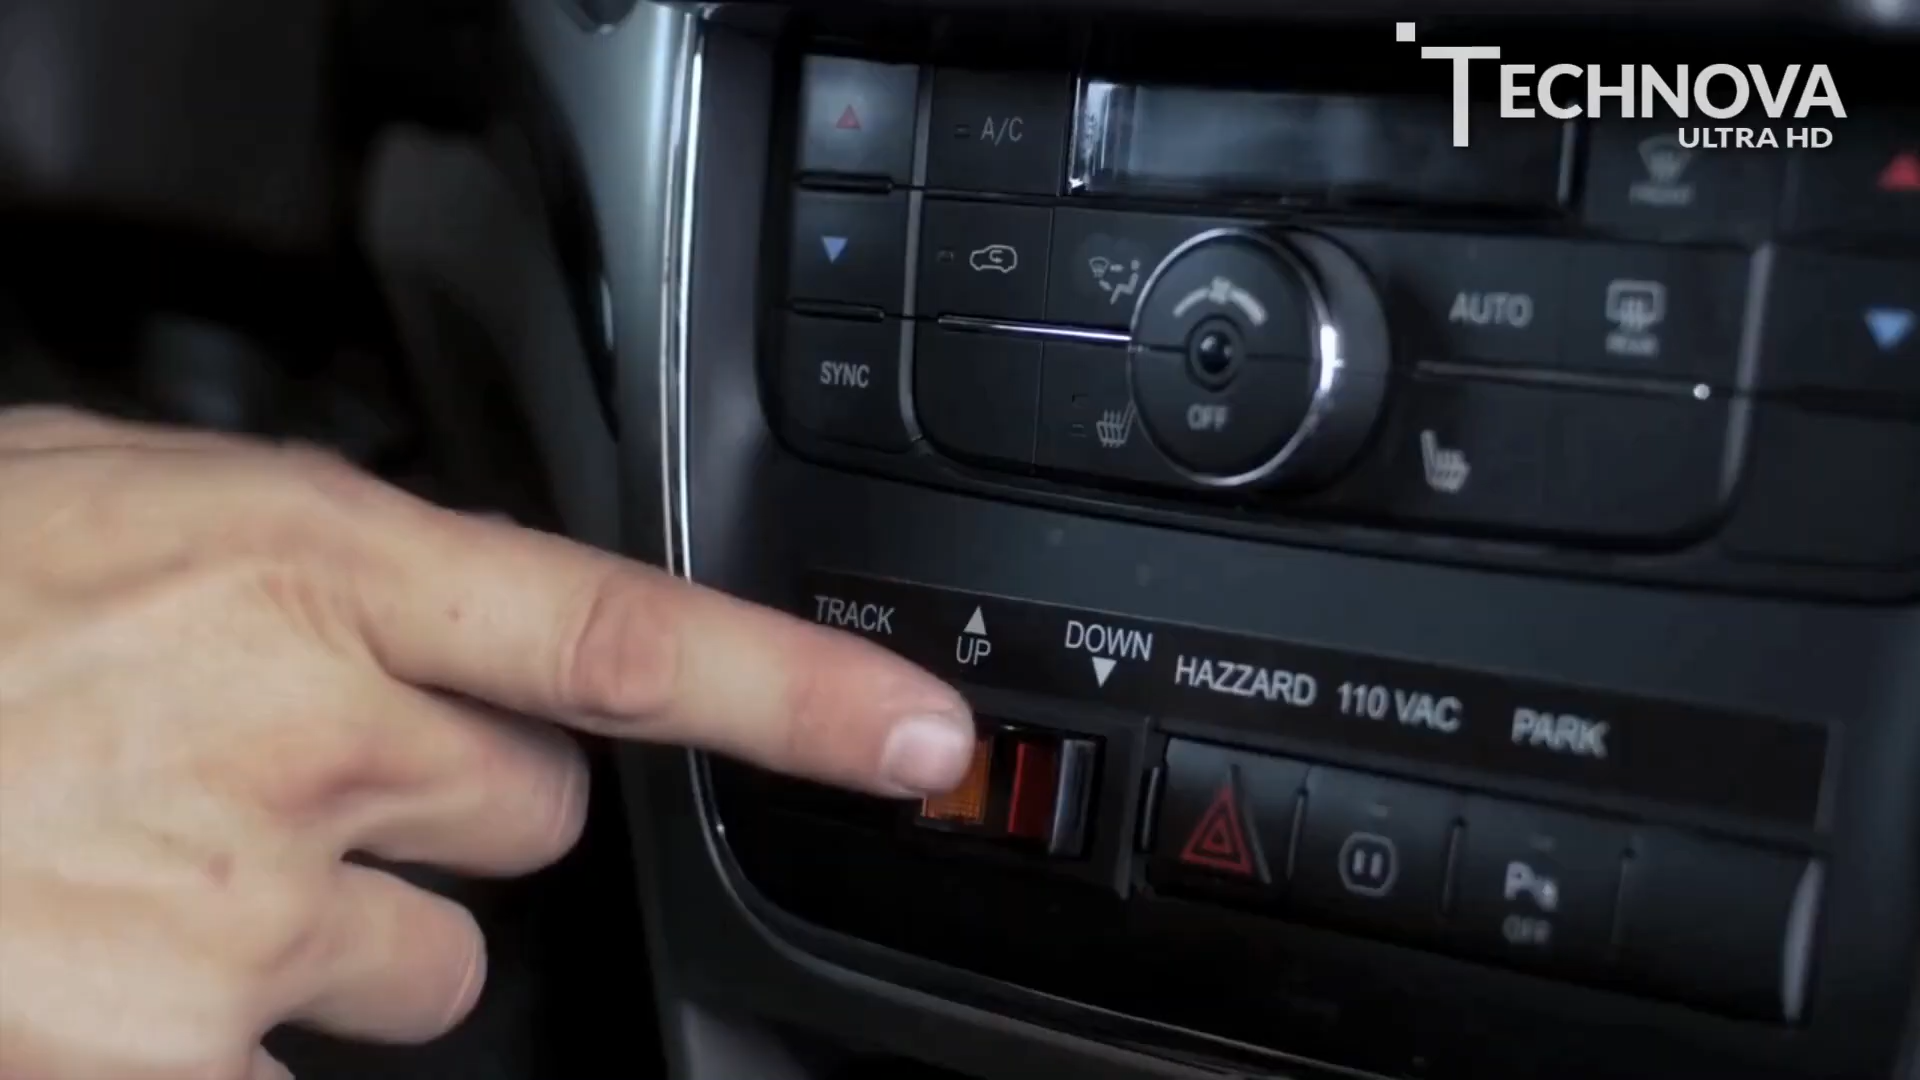 TECHNOVA
ULTRA HD
A/C
AUTO
SYNC
OFF
TRACK
UP
DOWN
HAZZARD
110 VAC
PARK
P
OFF